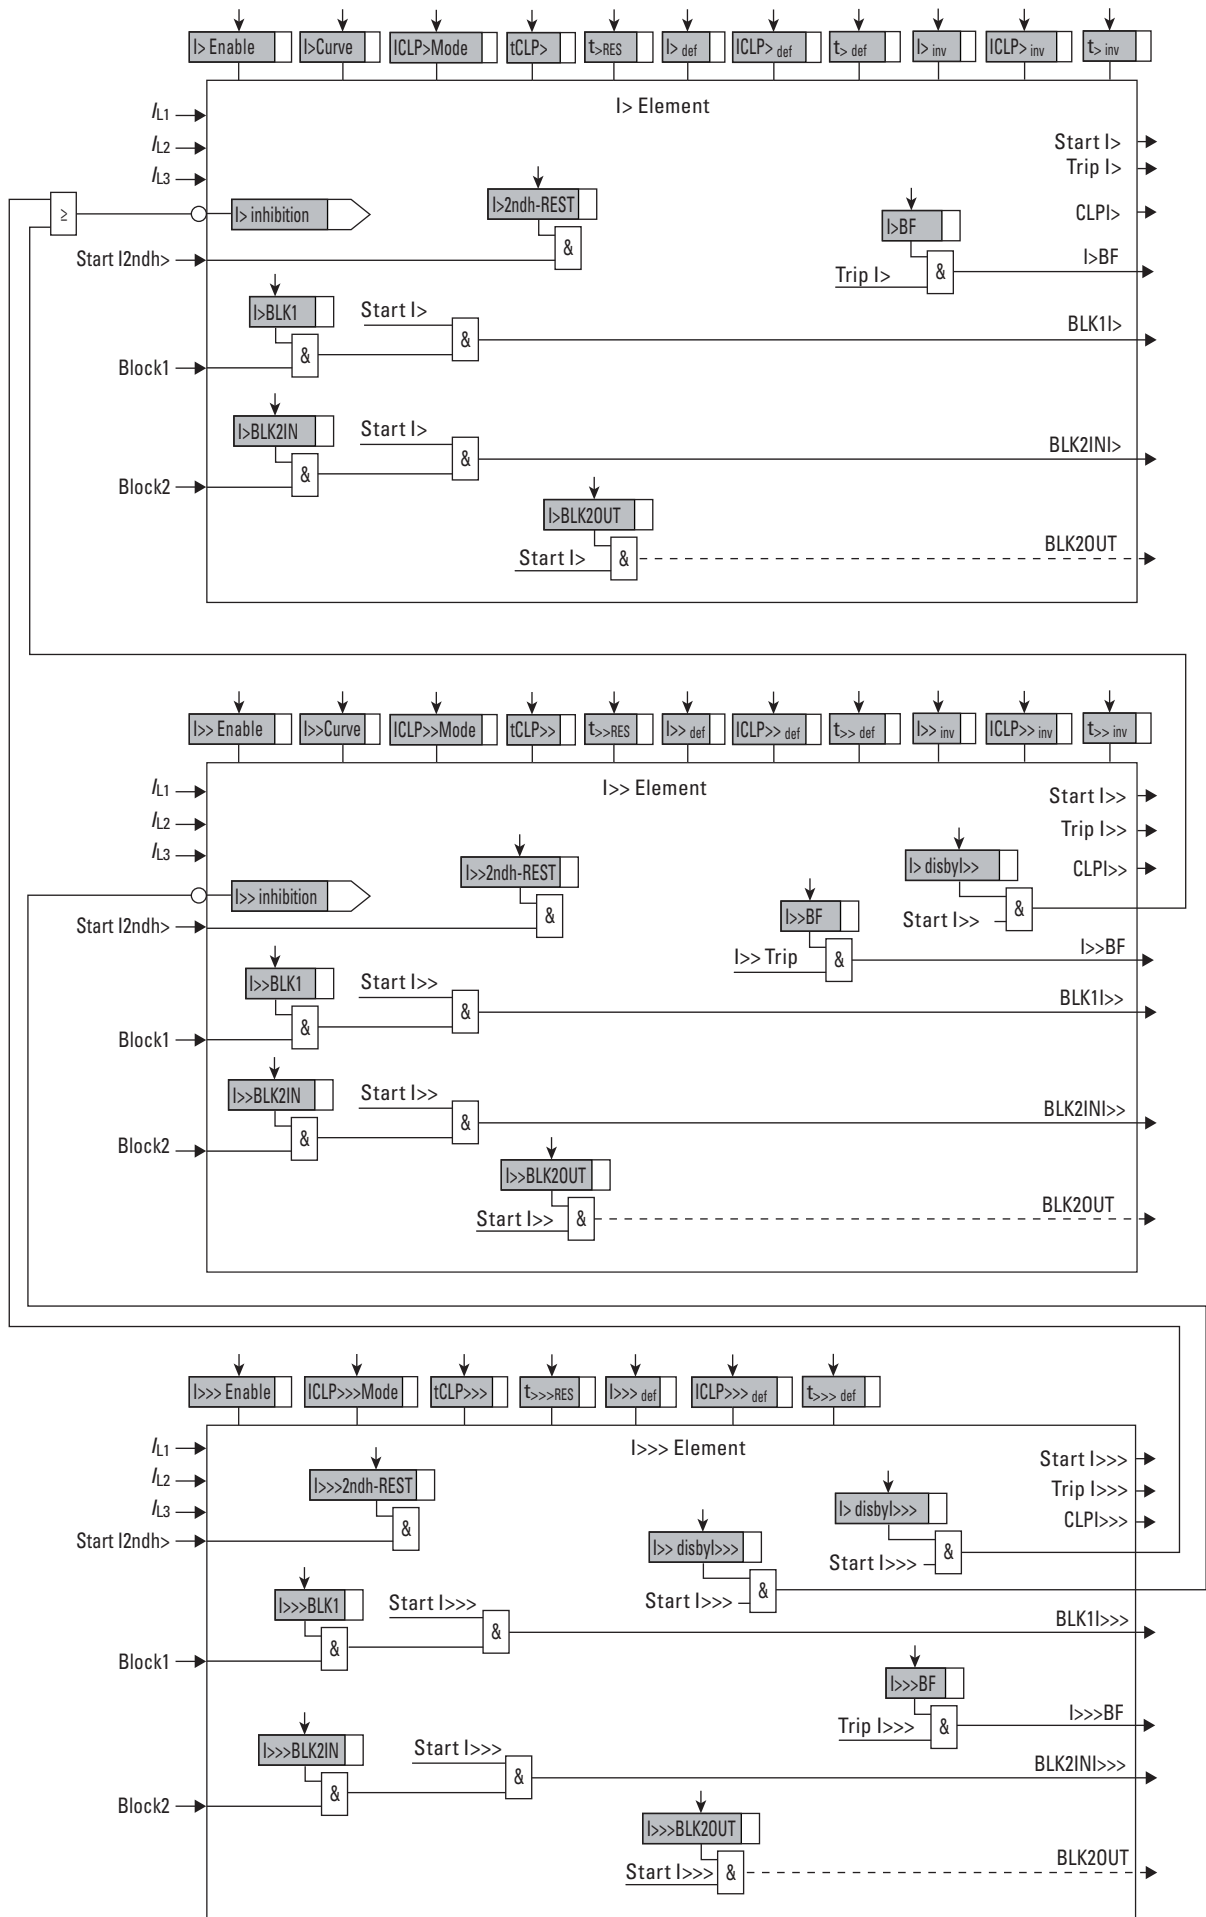 I> Enable I>Curve ICLP>Mode tCLP> t>RES I> def ICLP> def t> def I> inv ICLP> inv t> inv
I> Element
IL1
IL2
IL3
Start I>
Trip I>
CLPI>
≥
I> inhibition
I>2ndh-REST
I>BF
Start I2ndh>
&
Trip I>
&
I>BF
I>BLK1
Start I>
&
&
BLK1I>
Block1
I>BLK2IN
Start I>
&
&
BLK2INI>
Block2
I>BLK2OUT
Start I>
&
BLK2OUT
I>> Enable I>>Curve ICLP>>Mode tCLP>> t>>RES I>> def ICLP>> def t>> def I>> inv ICLP>> inv t>> inv
I>> Element
IL1
IL2
IL3
Start I>>
Trip I>>
CLPI>>
I>>2ndh-REST
I> disbyI>>
I>> inhibition
&
Start I>>
&
Start I2ndh>
I>>BF
I>> Trip
&
I>>BF
I>>BLK1
Start I>>
&
&
BLK1I>>
Block1
I>>BLK2IN
Start I>>
&
&
BLK2INI>>
Block2
I>>BLK2OUT
Start I>>
&
BLK2OUT
I>>> Enable ICLP>>>Mode tCLP>>> t>>>RES I>>> def ICLP>>> def t>>> def
I>>> Element
IL1
IL2
IL3
Start I>>>
Trip I>>>
CLPI>>>
I>>>2ndh-REST
Start I2ndh>
&
I> disbyI>>>
Start I>>>
&
I>> disbyI>>>
Start I>>>
&
I>>>BLK1
Start I>>>
&
&
BLK1I>>>
Block1
I>>>BF
Trip I>>>
&
I>>>BF
I>>>BLK2IN
Start I>>>
&
&
BLK2INI>>>
Block2
I>>>BLK2OUT
Start I>>>
&
BLK2OUT